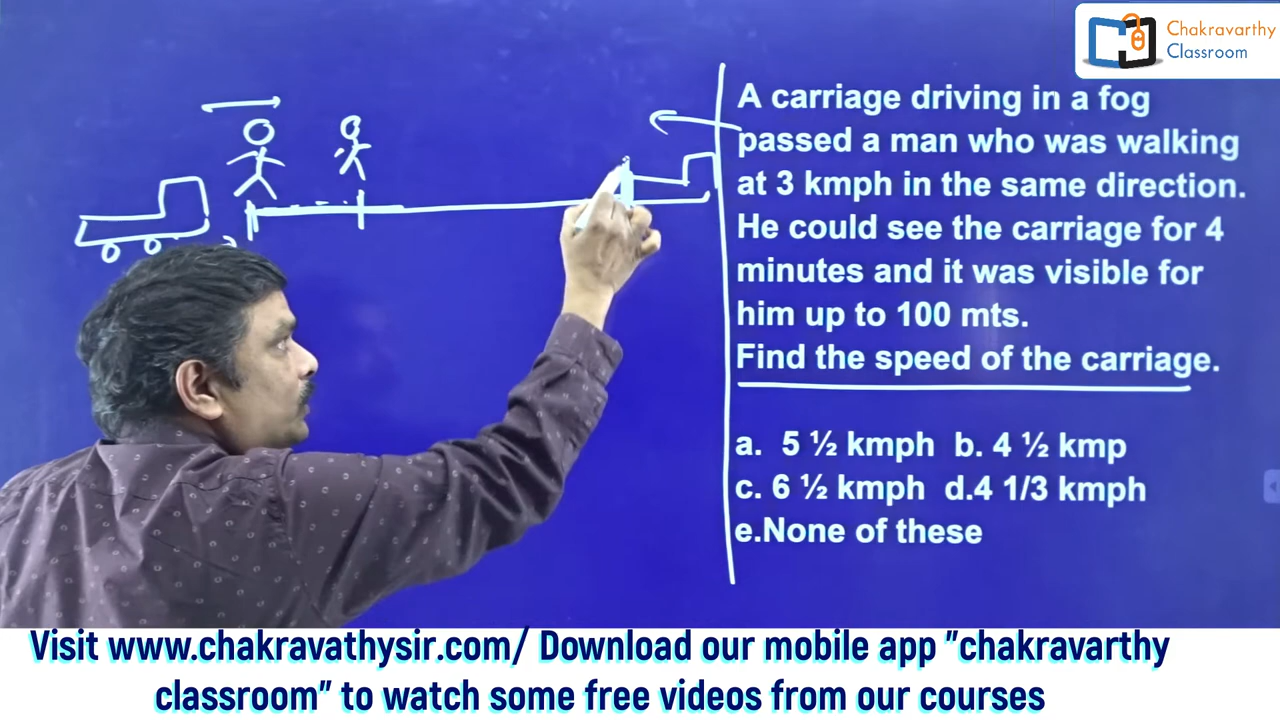 Chakravarthy
Classroom
A carriage driving in a fog
passed a man who was walking
at 3 kmph in the same direction.
He could see the carriage for 4
minutes and it was visible for
him up to 100 mts.
Find the speed of the carriage.
a. 5 ½ kmph b. 4 ½ kmp
c. 6 ½ kmph d.4 1/3 kmph
e.None of these
Visit www.chakravathysir.com/ Download our mobile app "chakravarthy
classroom" to watch some free videos from our courses